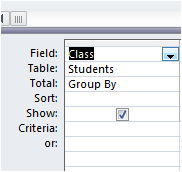 Field: Class
Table: Students
Total: Group By
Sort:
Show:
Criteria:
or: